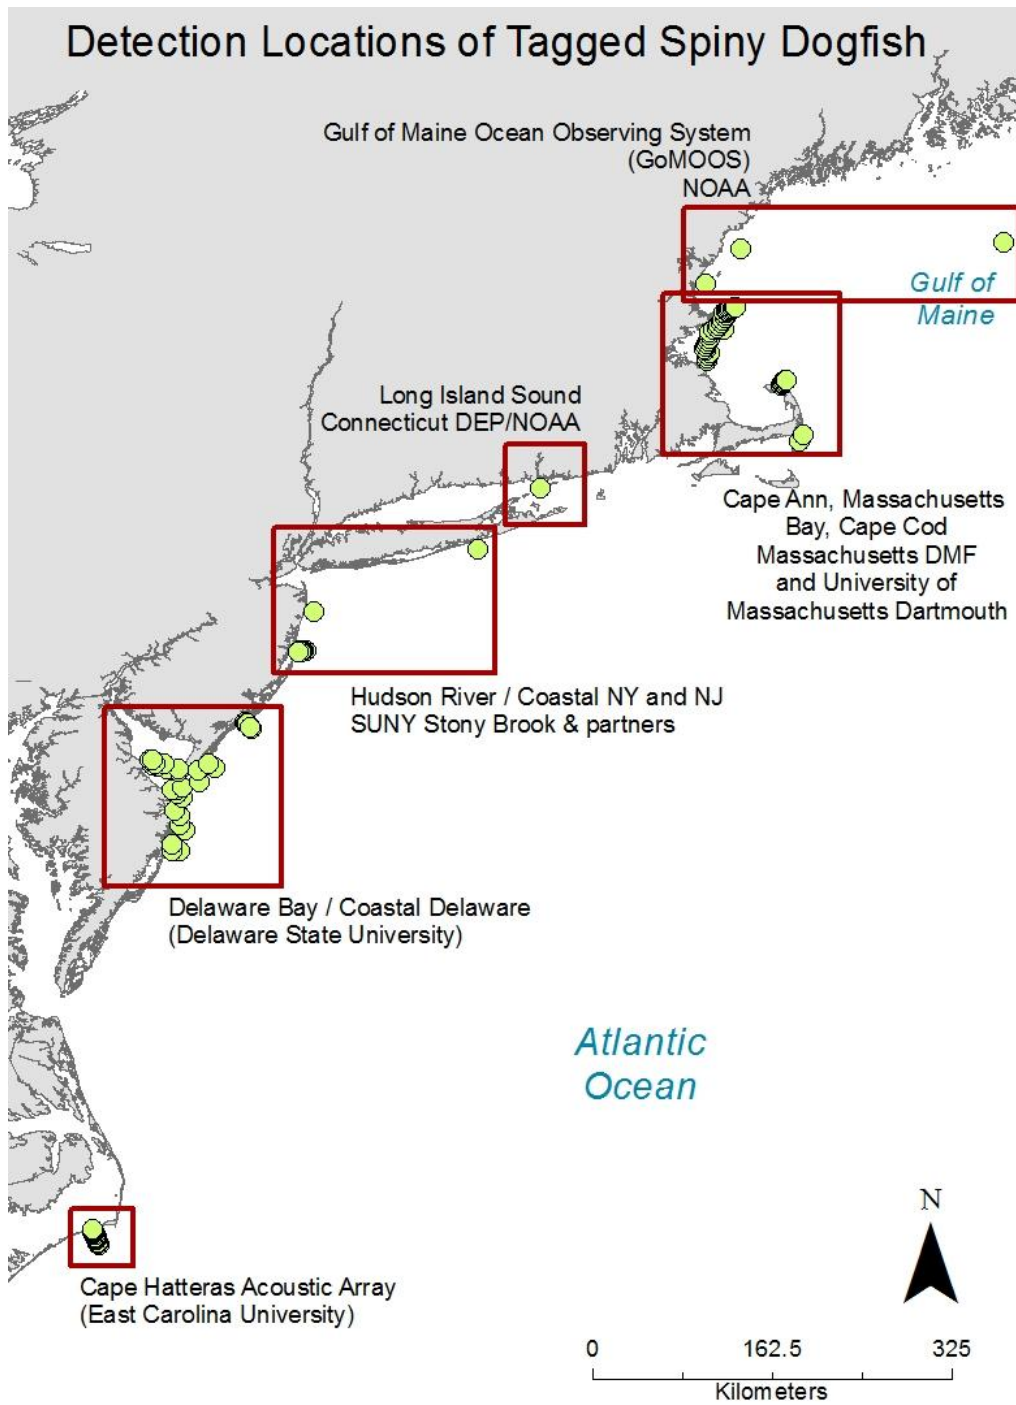 Detection Locations of Tagged Spiny Dogfish
Gulf of Maine Ocean Observing System
(GoMOOS)
NOAA
Gulf of
Maine
Long Island Sound
Connecticut DEP/NOAA
Cape Ann, Massachusetts
Bay, Cape Cod
Massachusetts DMF
and University of
Massachusetts Dartmouth
Hudson River / Coastal NY and NJ
SUNY Stony Brook & partners
Delaware Bay / Coastal Delaware
(Delaware State University)
Atlantic
Ocean
N
Cape Hatteras Acoustic Array
(East Carolina University)
0 162.5 325
Kilometers